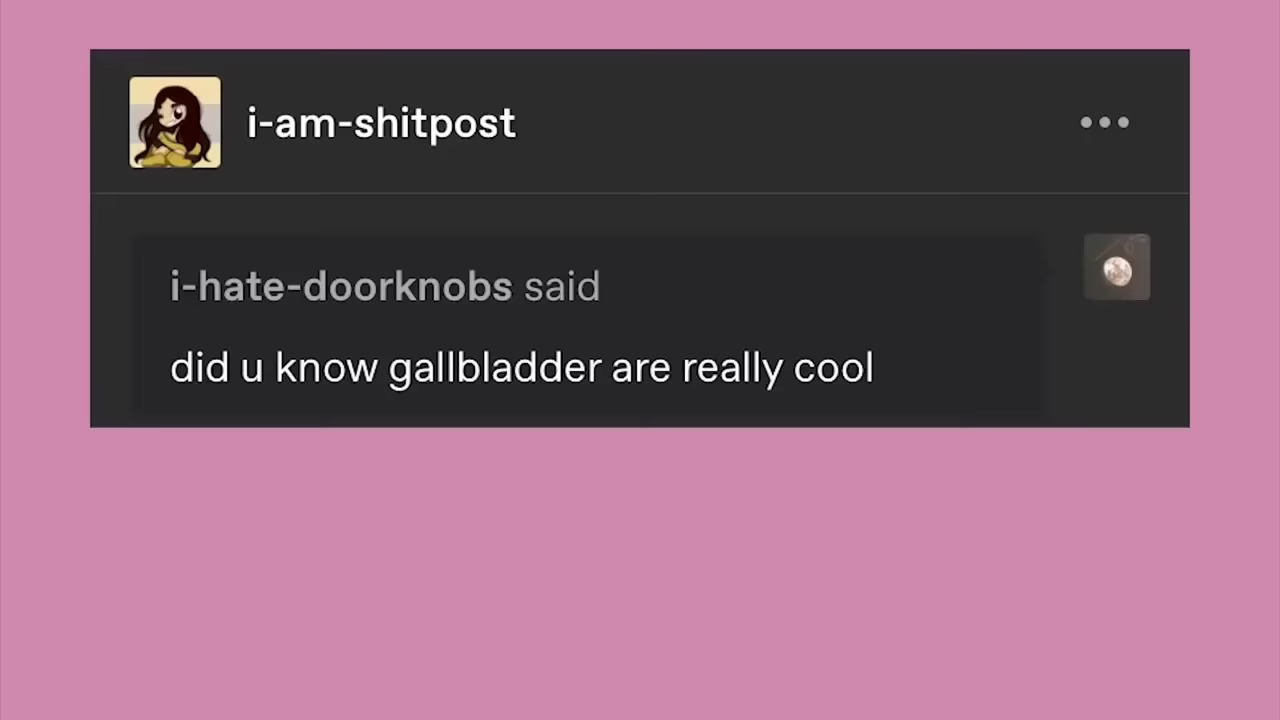 i-am-shitpost
i-hate-doorknobs said
did u know gallbladder are really cool